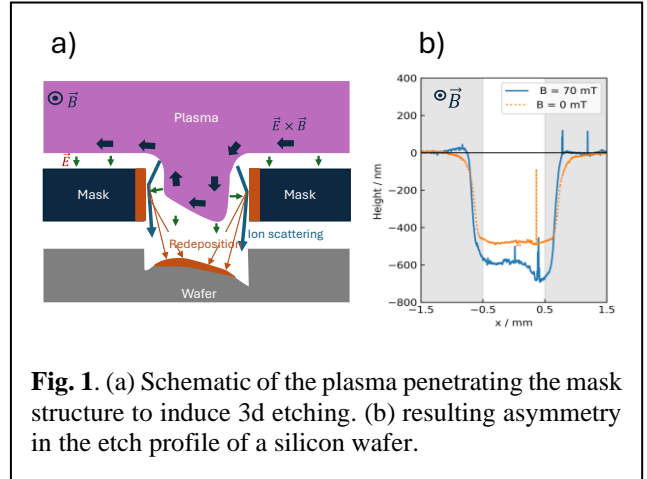 a)
b)
⊙ B⃗
Plasma
E⃗ × B⃗
E⃗
Mask
Mask
Ion scattering
Redeposition
Wafer
⊙ B⃗
B = 70 mT
B = 0 mT
400
200
0
−200
−400
−600
−800
Height / nm
−1.5
−0.5
0.5
1.5
x / mm
Fig. 1. (a) Schematic of the plasma penetrating the mask
structure to induce 3d etching. (b) resulting asymmetry
in the etch profile of a silicon wafer.